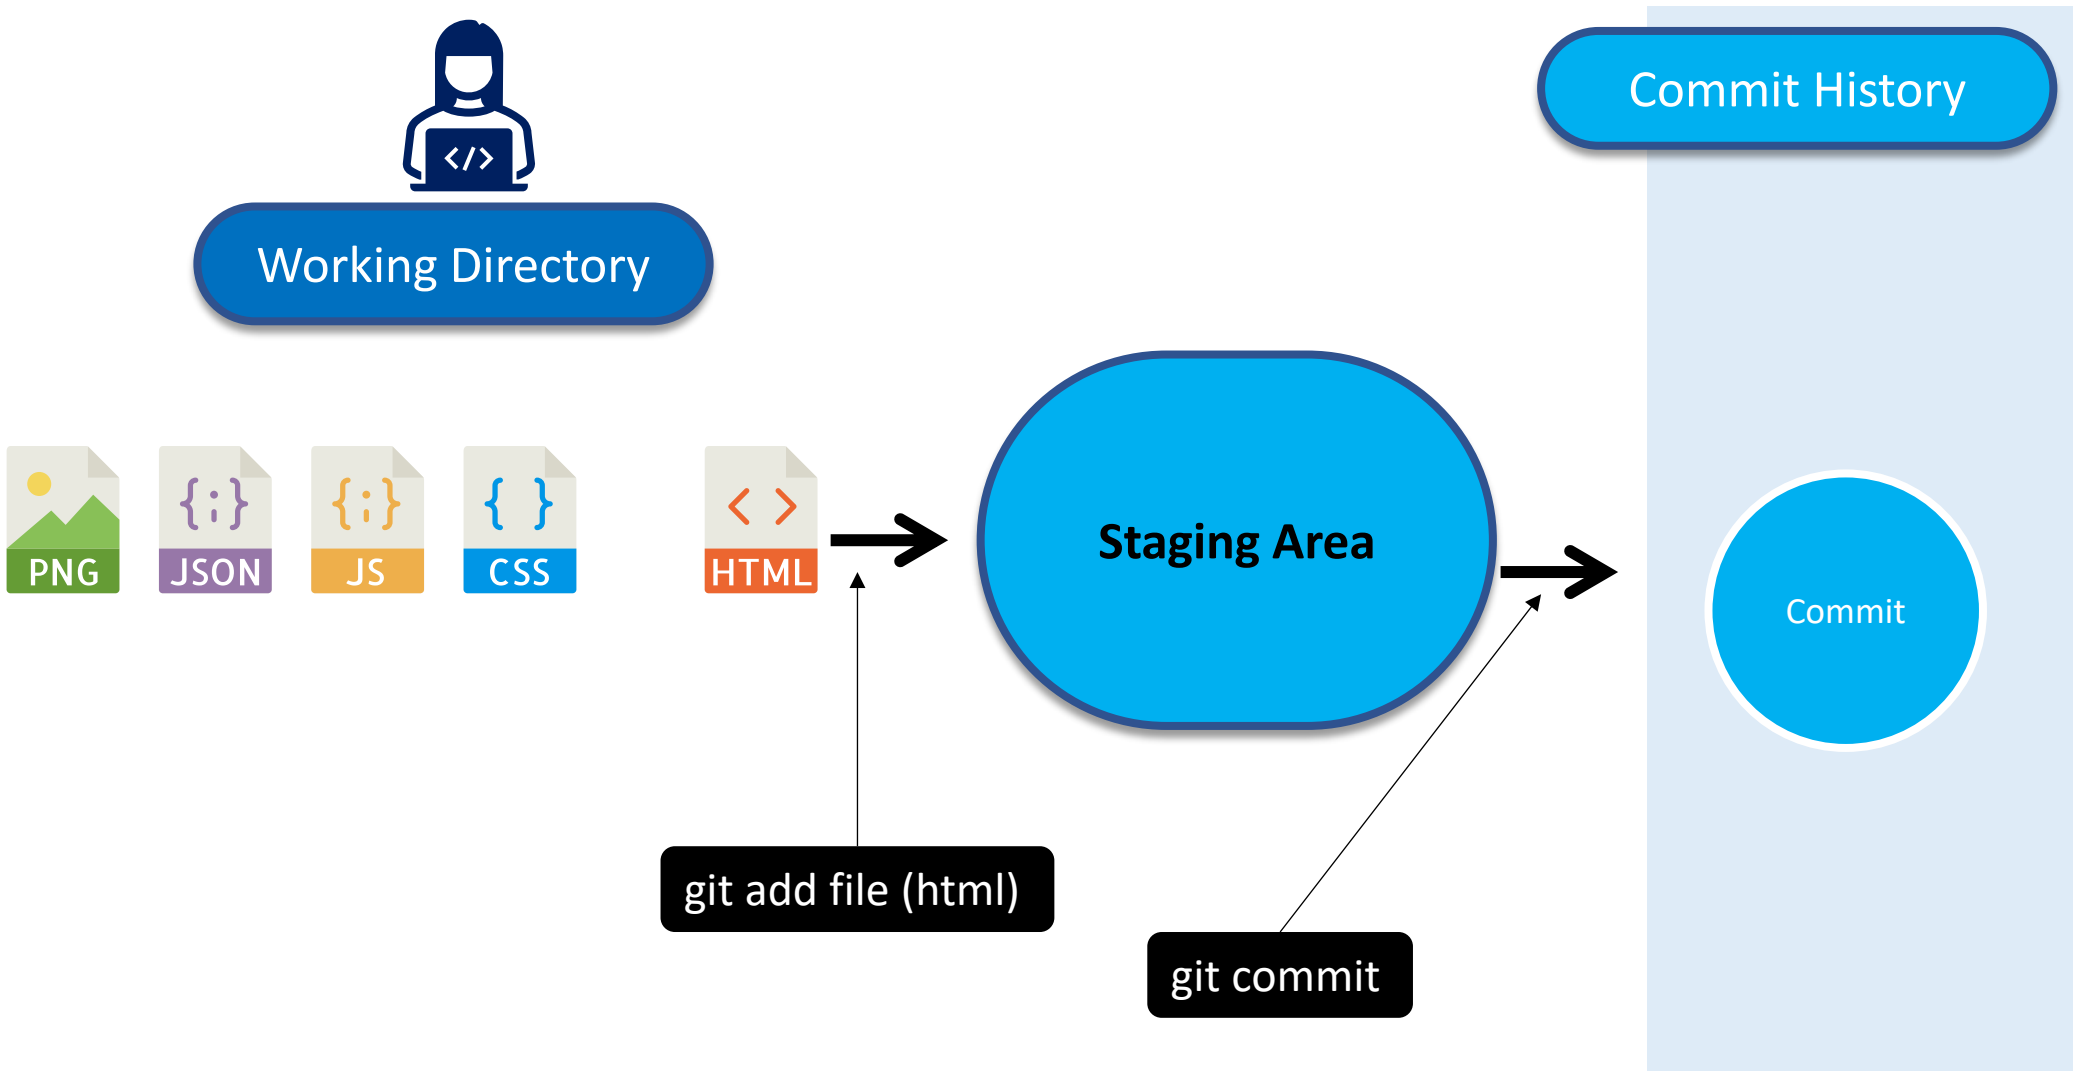 Commit History
Working Directory
PNG
JSON
JS
CSS
HTML
Staging Area
Commit
git add file (html)
git commit